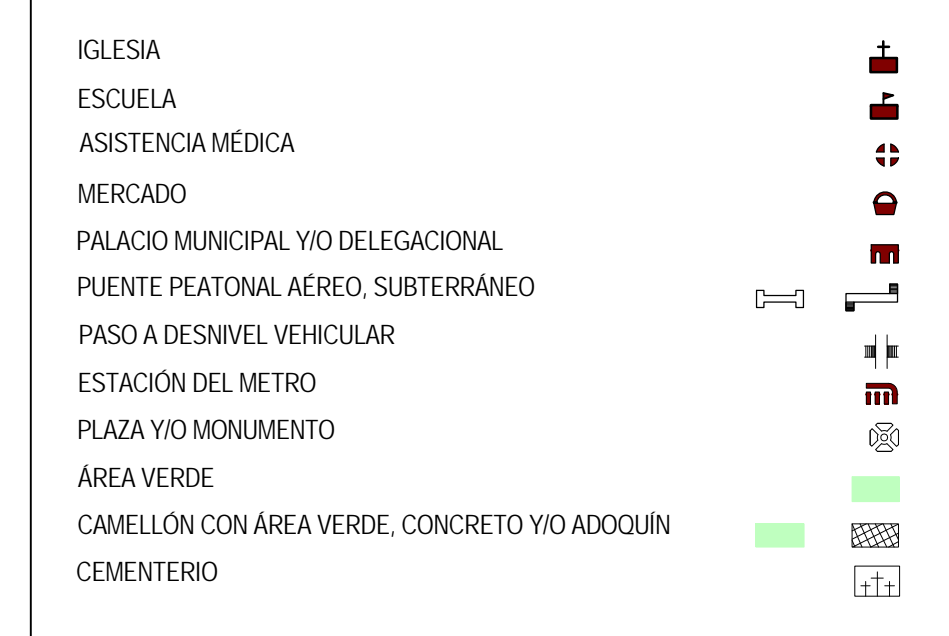 IGLESIA
ESCUELA
ASISTENCIA MÉDICA
MERCADO
PALACIO MUNICIPAL Y/O DELEGACIONAL
PUENTE PEATONAL AÉREO, SUBTERRÁNEO
PASO A DESNIVEL VEHICULAR
ESTACIÓN DEL METRO
PLAZA Y/O MONUMENTO
ÁREA VERDE
CAMELLÓN CON ÁREA VERDE, CONCRETO Y/O ADOQUÍN
CEMENTERIO